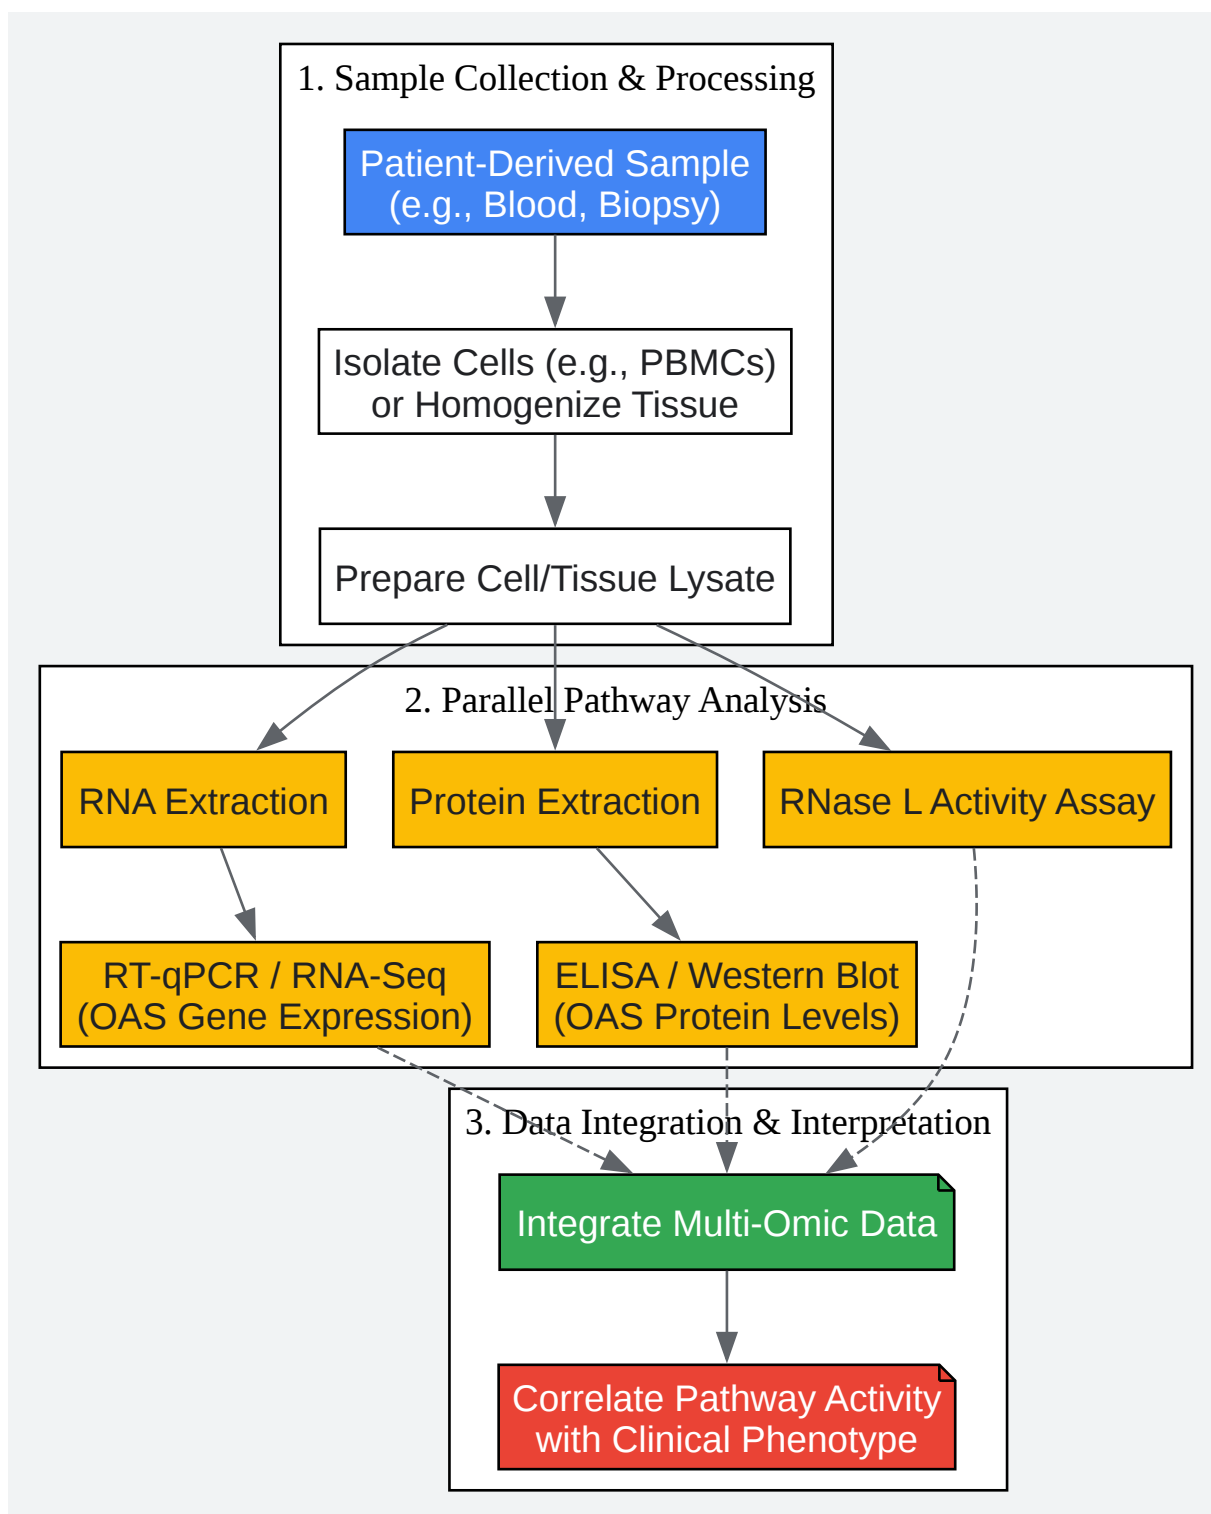 1. Sample Collection & Processing
Patient-Derived Sample
(e.g., Blood, Biopsy)
Isolate Cells (e.g., PBMCs)
or Homogenize Tissue
Prepare Cell/Tissue Lysate
2. Parallel Pathway Analysis
RNA Extraction
Protein Extraction
RNase L Activity Assay
RT-qPCR / RNA-Seq
(OAS Gene Expression)
ELISA / Western Blot
(OAS Protein Levels)
3. Data Integration & Interpretation
Integrate Multi-Omic Data
Correlate Pathway Activity
with Clinical Phenotype